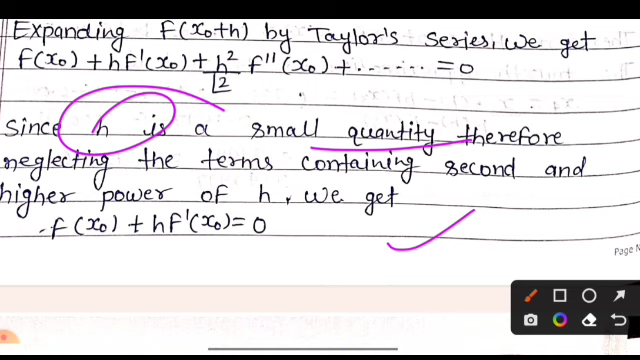 Expanding f(x₀+h) by Taylor's series, we get
f(x₀) + hf'(x₀) + h²/⌊2 f''(x₀) + ....... = 0
Since h is a small quantity therefore
neglecting the terms containing second and
higher power of h, we get
f(x₀) + hf'(x₀) = 0
Page N